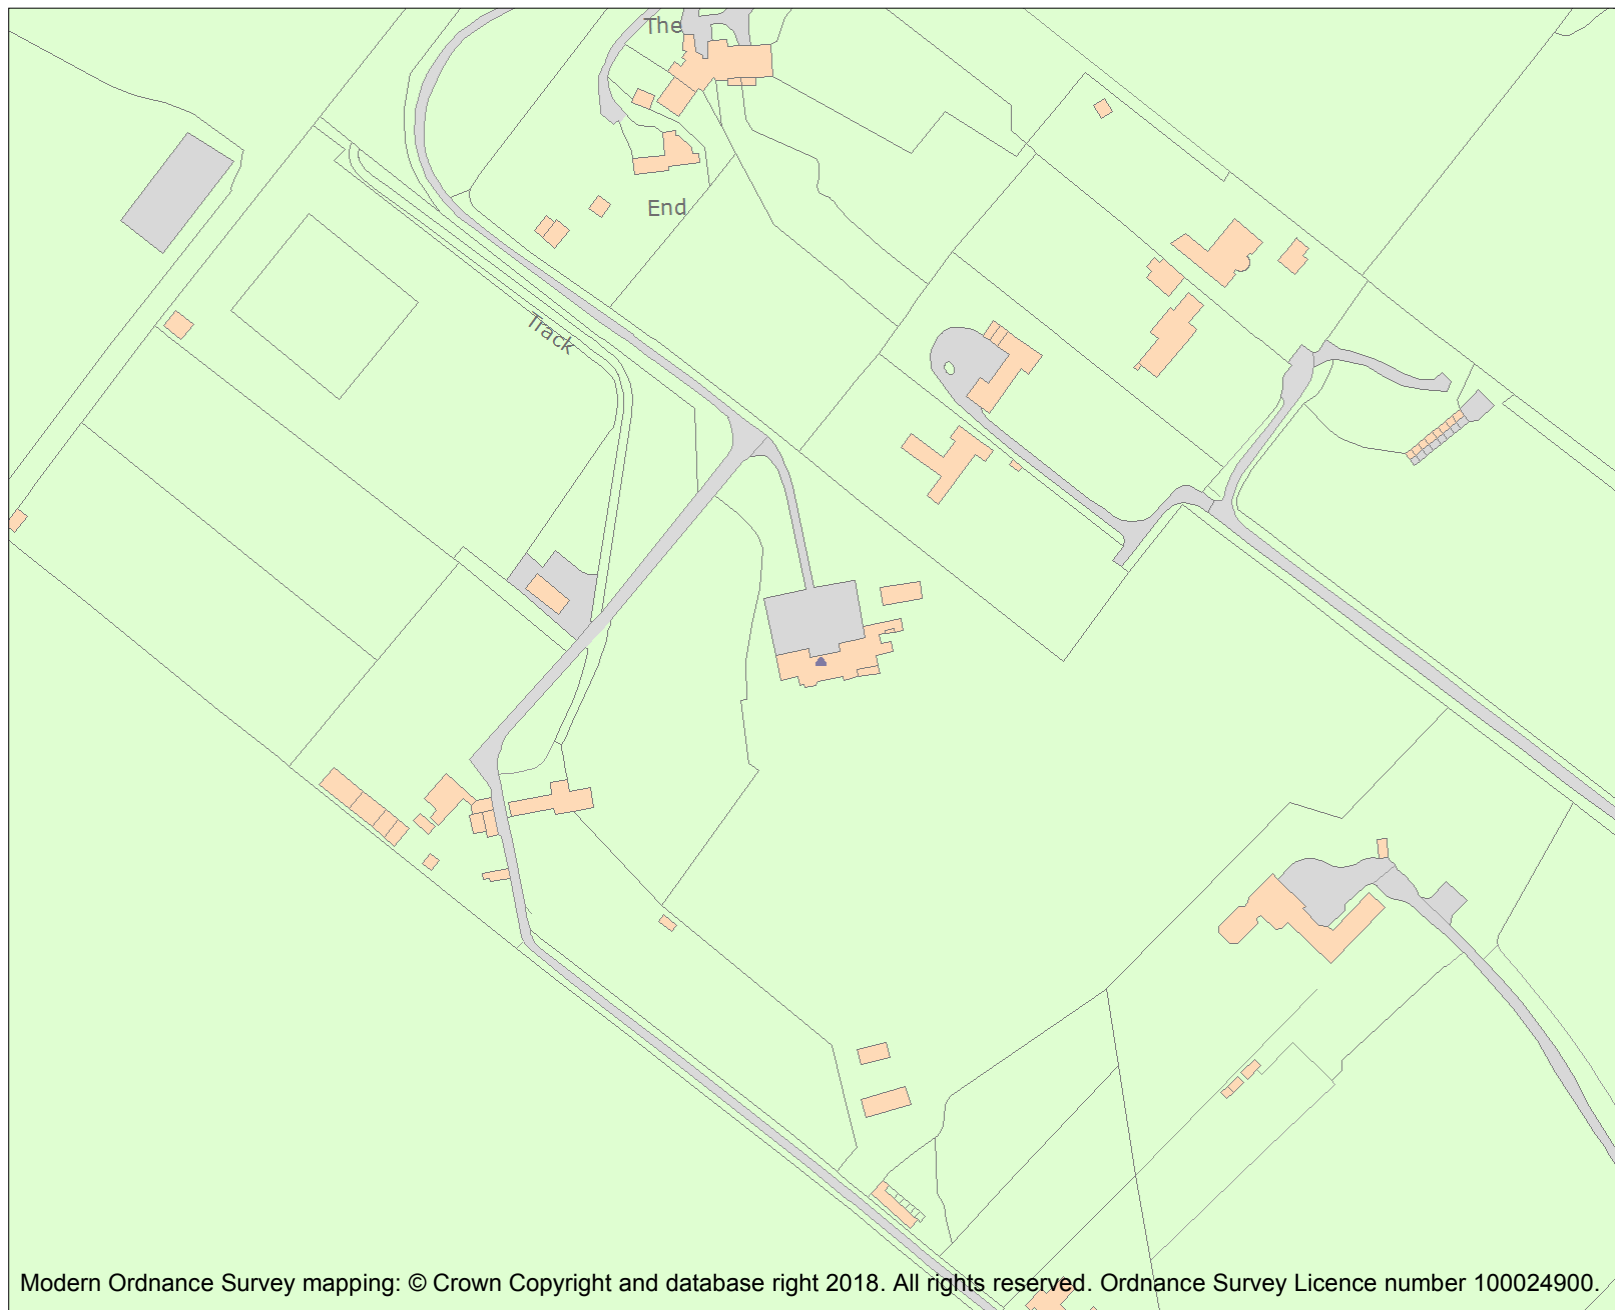 The
End
Track
Modern Ordnance Survey mapping: © Crown Copyright and database right 2018. All rights reserved. Ordnance Survey Licence number 100024900.